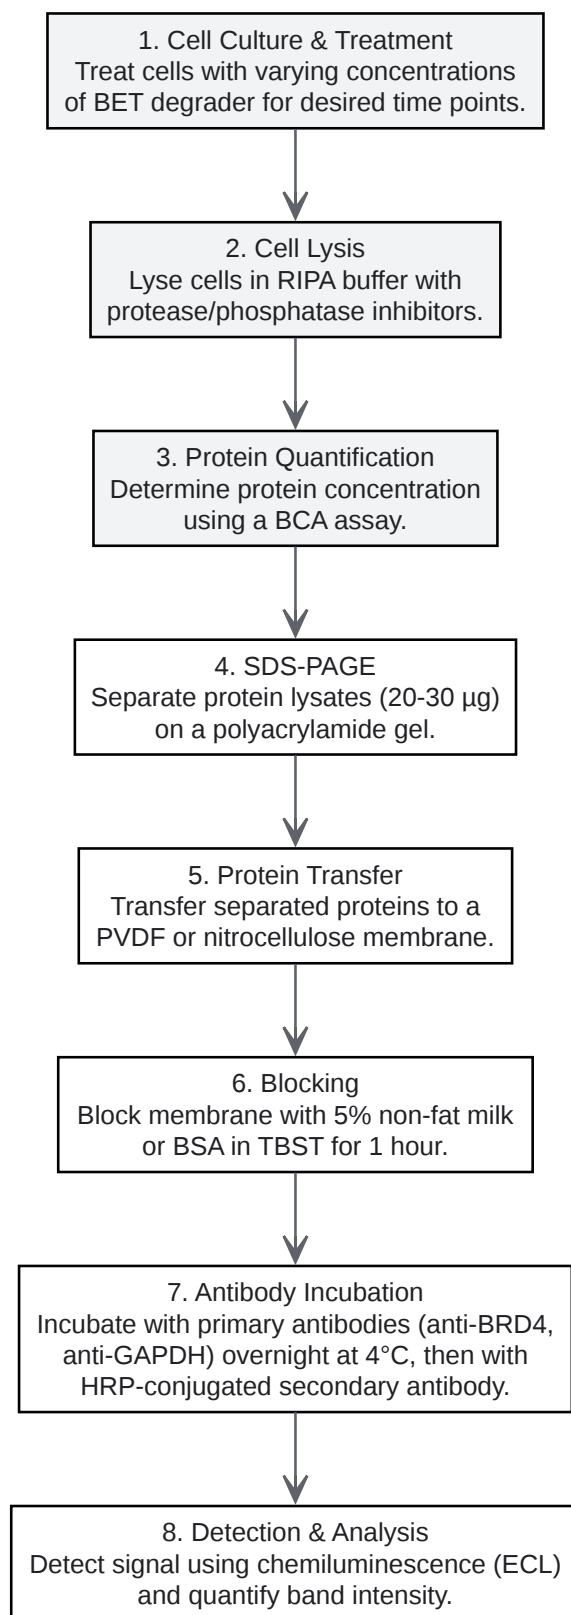 1. Cell Culture & Treatment
Treat cells with varying concentrations
of BET degrader for desired time points.
2. Cell Lysis
Lyse cells in RIPA buffer with
protease/phosphatase inhibitors.
3. Protein Quantification
Determine protein concentration
using a BCA assay.
4. SDS-PAGE
Separate protein lysates (20-30 µg)
on a polyacrylamide gel.
5. Protein Transfer
Transfer separated proteins to a
PVDF or nitrocellulose membrane.
6. Blocking
Block membrane with 5% non-fat milk
or BSA in TBST for 1 hour.
7. Antibody Incubation
Incubate with primary antibodies (anti-BRD4,
anti-GAPDH) overnight at 4°C, then with
HRP-conjugated secondary antibody.
8. Detection & Analysis
Detect signal using chemiluminescence (ECL)
and quantify band intensity.